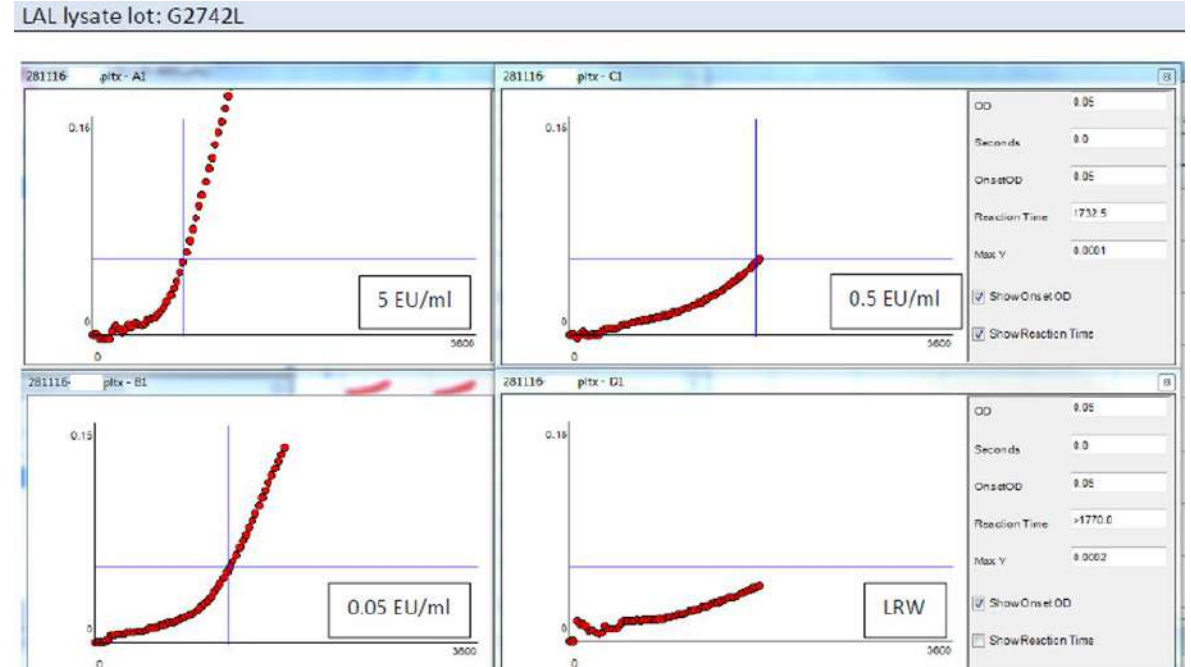 LAL lysate lot: G2742L
281116- .pltx - A1
0.16
0
0
3600
5 EU/ml
281116- pltx - C1
0.16
0
0
3600
0.5 EU/ml
OD 0.05
Seconds 0.0
OnsetOD 0.05
Reaction Time 1732.5
Max V 0.0001
Show Onset OD
Show Reaction Time
281116- pltx - B1
0.15
0
0
3600
0.05 EU/ml
281116- pltx - D1
0.16
0
0
3600
LRW
OD 0.05
Seconds 0.0
OnsetOD 0.05
Reaction Time >1770.0
Max V 0.0002
Show Onset OD
Show Reaction Time